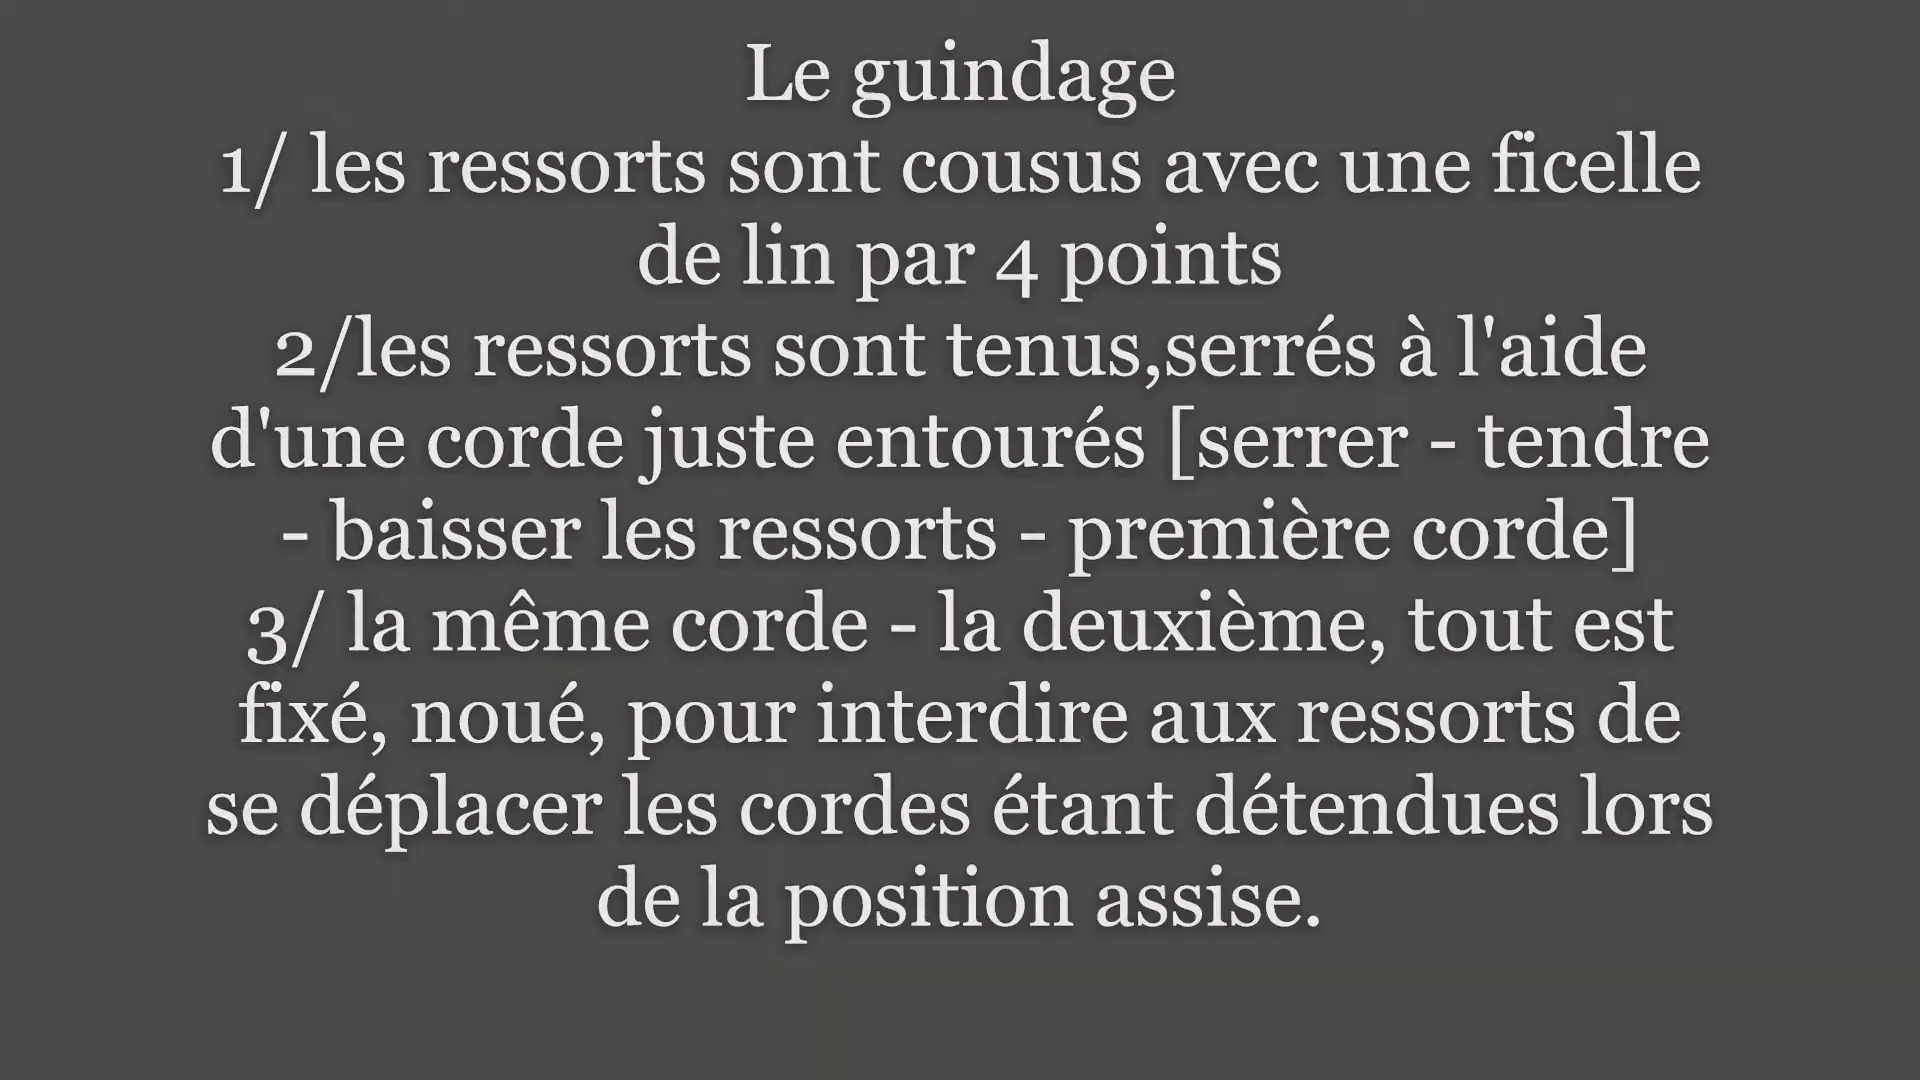 Le guindage
1/ les ressorts sont cousus avec une ficelle
de lin par 4 points
2/les ressorts sont tenus,serrés à l'aide
d'une corde juste entourés [serrer - tendre
- baisser les ressorts - première corde]
3/ la même corde - la deuxième, tout est
fixé, noué, pour interdire aux ressorts de
se déplacer les cordes étant détendues lors
de la position assise.